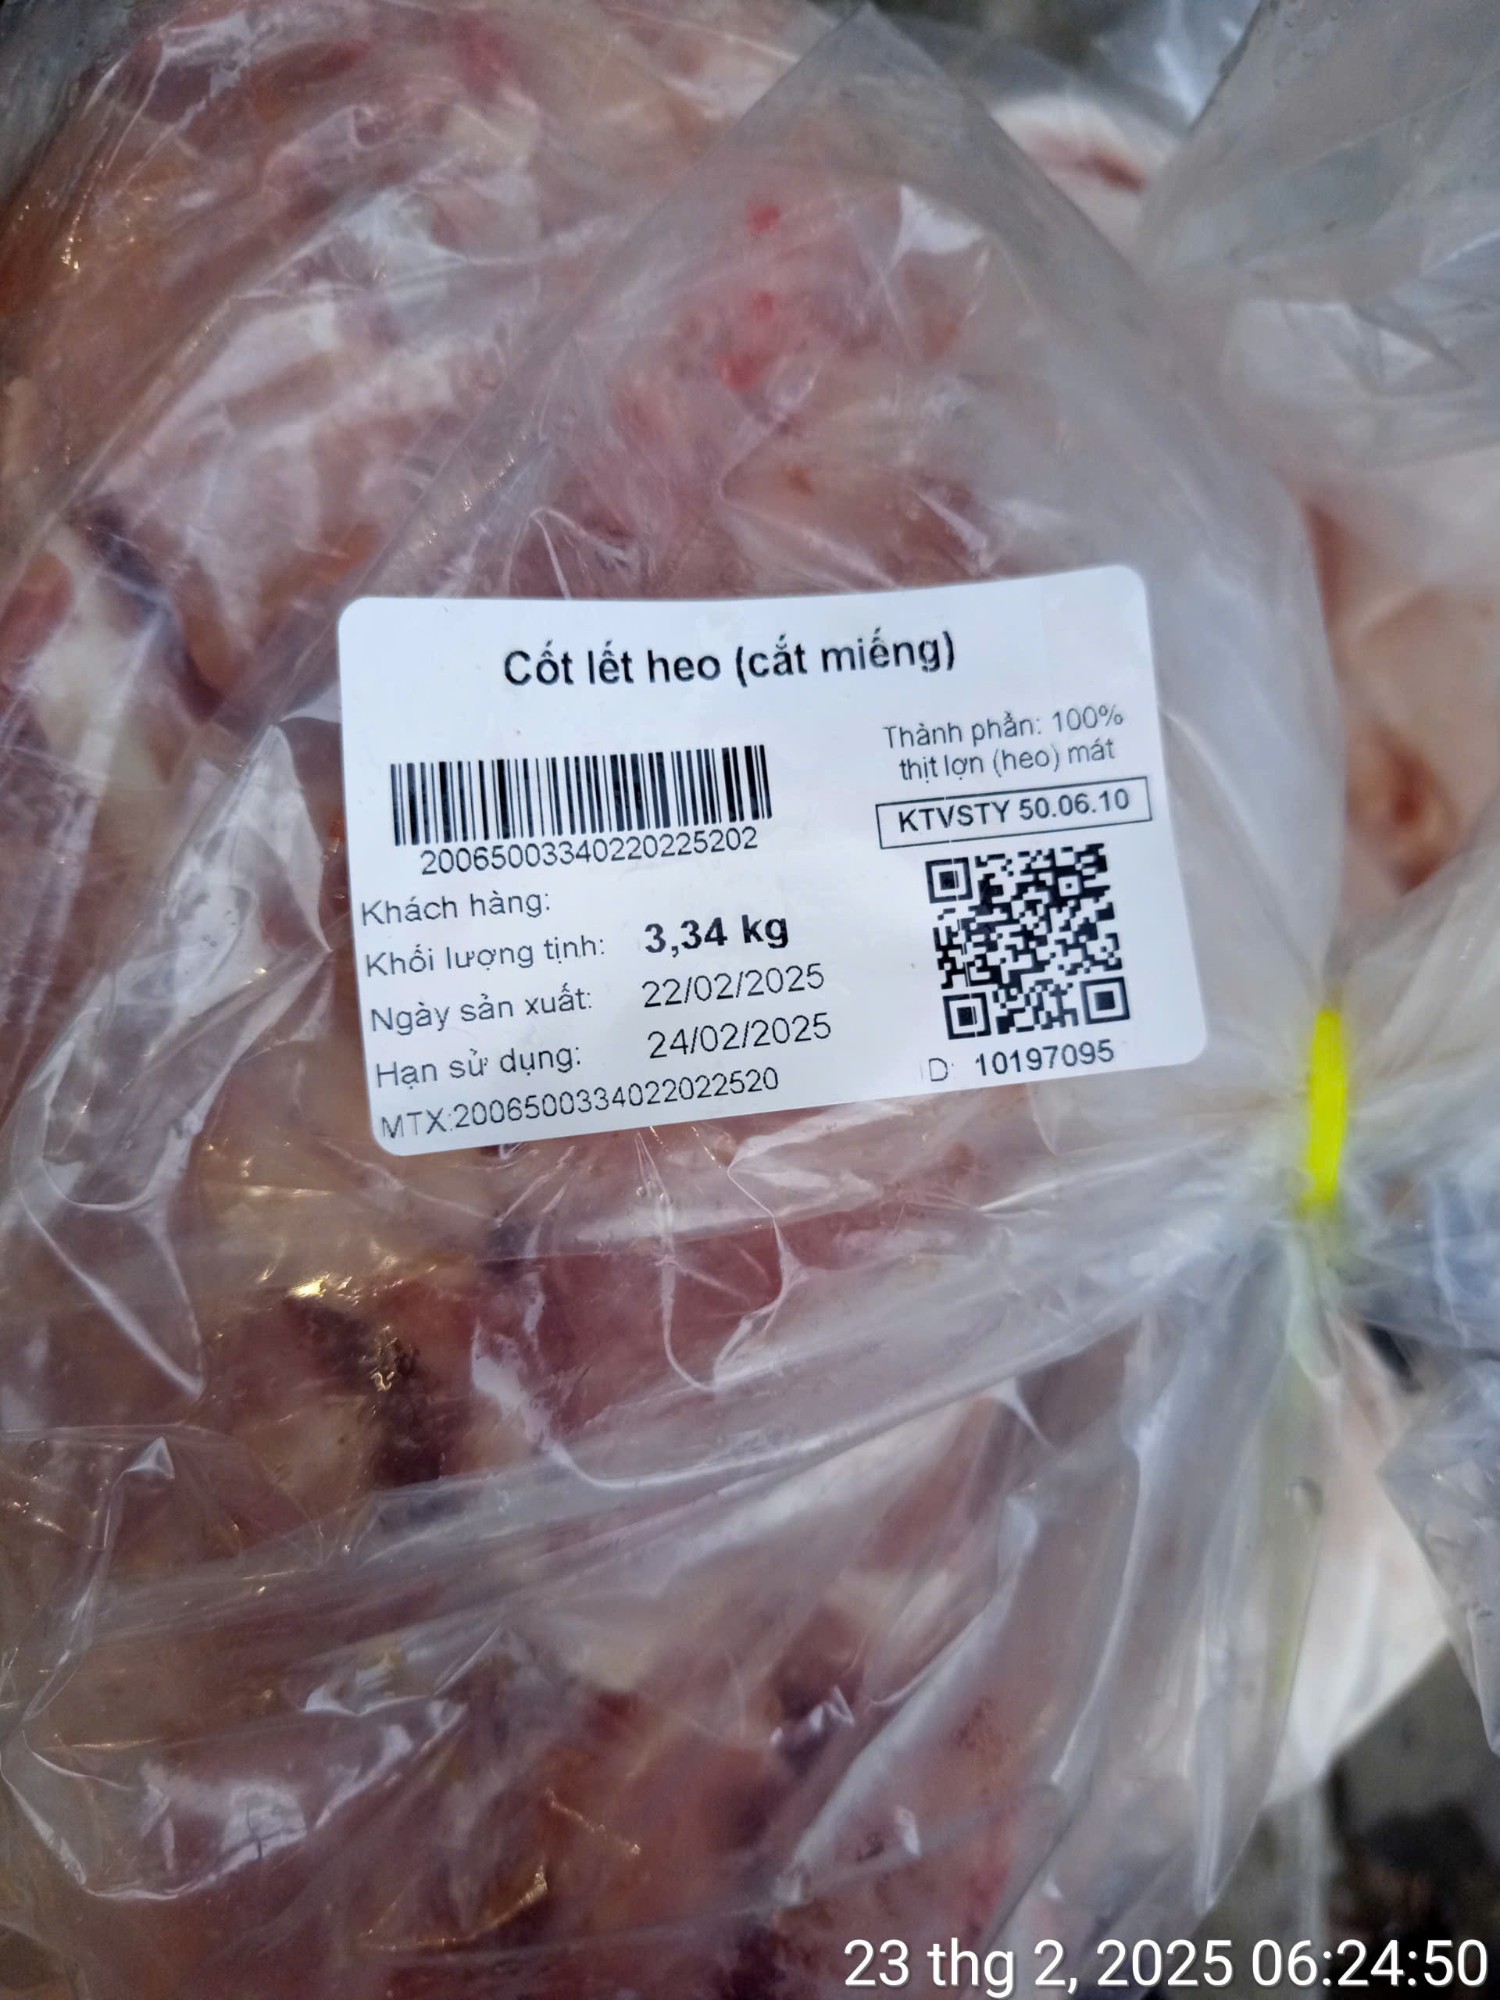 Cốt lết heo (cắt miếng)
Thành phần: 100%
thịt lợn (heo) mát
KTVSTY 50.06.10
20065003340220225202
Khách hàng:
Khối lượng tịnh: 3,34 kg
Ngày sản xuất: 22/02/2025
Hạn sử dụng: 24/02/2025
MTX:2006500334022022520
ID: 10197095
23 thg 2, 2025 06:24:50